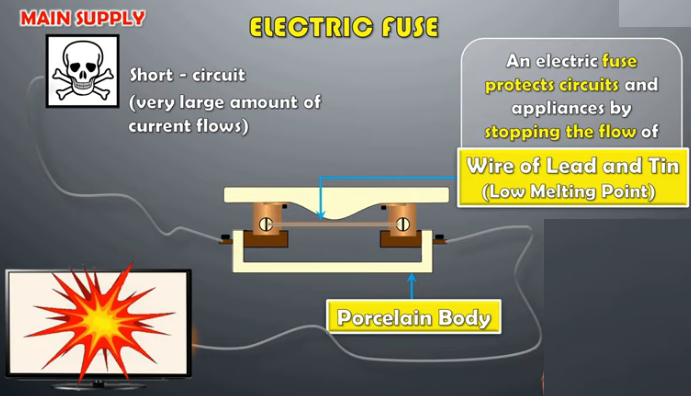 MAIN SUPPLY
ELECTRIC FUSE
Short - circuit
(very large amount of
current flows)
An electric fuse
protects circuits and
appliances by
stopping the flow of
Wire of Lead and Tin
(Low Melting Point)
Porcelain Body